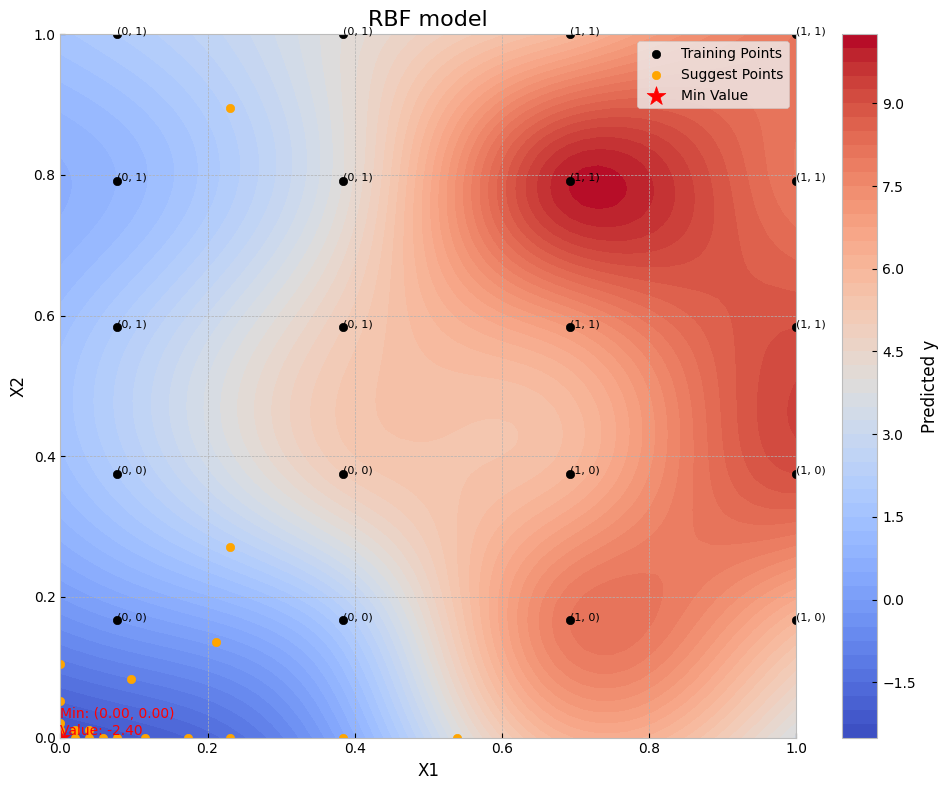 RBF model
1.0
0.8
0.6
0.4
0.2
0.0
X2
(0, 1) (0, 1) (1, 1) (1, 1)
Training Points
Suggest Points
Min Value
(0, 1) (0, 1) (1, 1) (1, 1)
(0, 1) (0, 1) (1, 1) (1, 1)
(0, 0) (0, 0) (1, 0) (1, 0)
(0, 0) (0, 0) (1, 0) (1, 0)
Min: (0.00, 0.00)
Value: -2.40
0.0 0.2 0.4 0.6 0.8 1.0
X1
9.0
7.5
6.0
4.5
3.0
1.5
0.0
−1.5
Predicted y